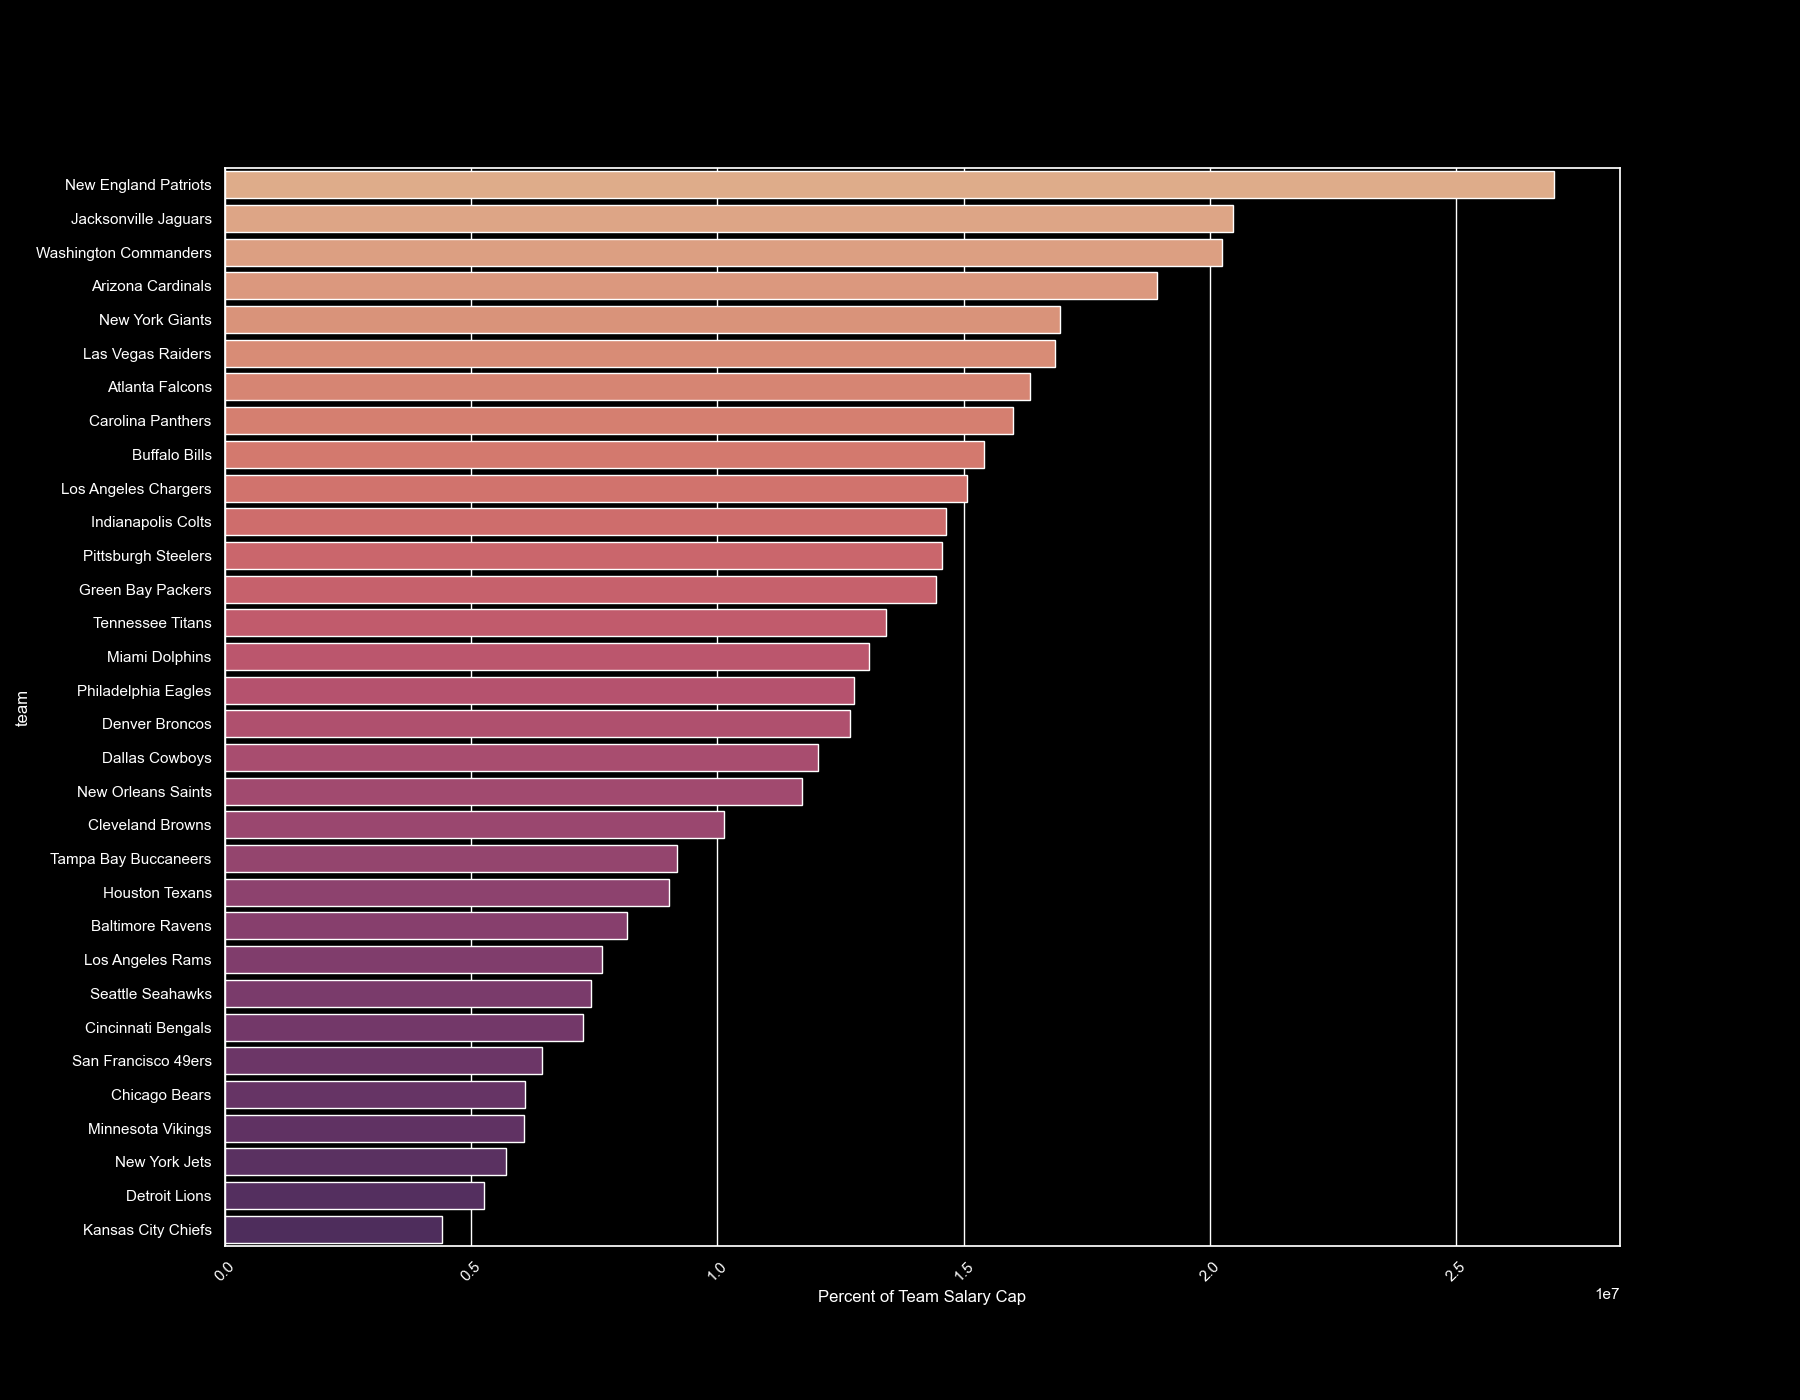 New England Patriots
Jacksonville Jaguars
Washington Commanders
Arizona Cardinals
New York Giants
Las Vegas Raiders
Atlanta Falcons
Carolina Panthers
Buffalo Bills
Los Angeles Chargers
Indianapolis Colts
Pittsburgh Steelers
Green Bay Packers
Tennessee Titans
Miami Dolphins
Philadelphia Eagles
team
Denver Broncos
Dallas Cowboys
New Orleans Saints
Cleveland Browns
Tampa Bay Buccaneers
Houston Texans
Baltimore Ravens
Los Angeles Rams
Seattle Seahawks
Cincinnati Bengals
San Francisco 49ers
Chicago Bears
Minnesota Vikings
New York Jets
Detroit Lions
Kansas City Chiefs
0.0 0.5 1.0 1.5 2.0 2.5
1e7
Percent of Team Salary Cap